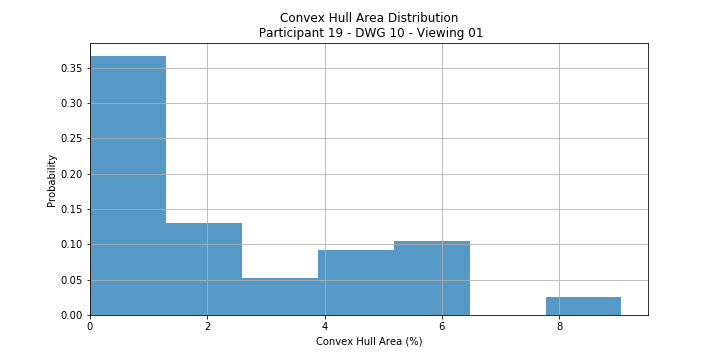 Convex Hull Area Distribution
Participant 19 - DWG 10 - Viewing 01
Probability
0.35
0.30
0.25
0.20
0.15
0.10
0.05
0.00
0 2 4 6 8
Convex Hull Area (%)